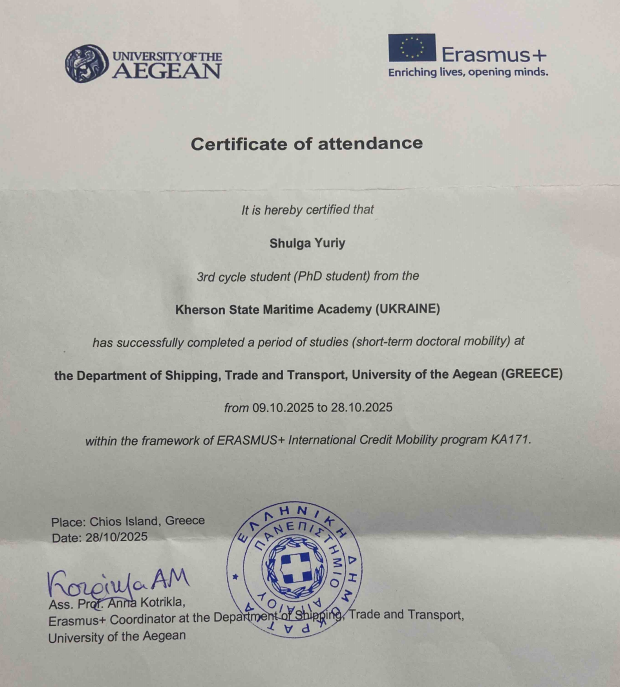 UNIVERSITY OF THE
AEGEAN
Erasmus+
Enriching lives, opening minds.
Certificate of attendance
It is hereby certified that
Shulga Yuriy
3rd cycle student (PhD student) from the
Kherson State Maritime Academy (UKRAINE)
has successfully completed a period of studies (short-term doctoral mobility) at
the Department of Shipping, Trade and Transport, University of the Aegean (GREECE)
from 09.10.2025 to 28.10.2025
within the framework of ERASMUS+ International Credit Mobility program KA171.
Place: Chios Island, Greece
Date: 28/10/2025
ΕΛΛΗΝΙΚΗ ΔΗΜΟΚΡΑΤΙΑ
ΠΑΝΕΠΙΣΤΗΜΙΟ ΑΙΓΑΙΟΥ
Ass. Prof. Anna Kotrikla,
Erasmus+ Coordinator at the Department of Shipping, Trade and Transport,
University of the Aegean